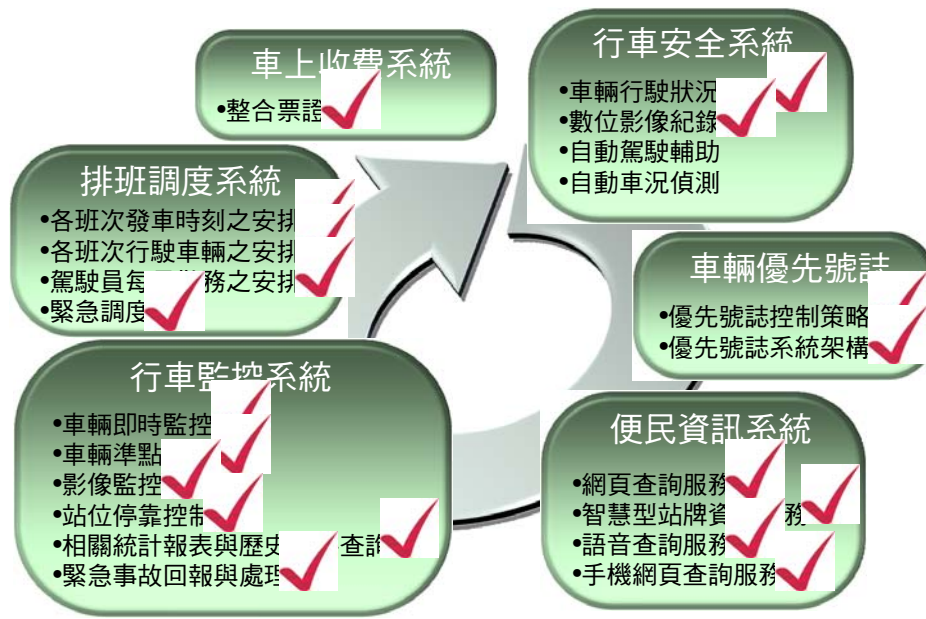 車上收費系統
•整合票證
行車安全系統
•車輛行駛狀況
•數位影像紀錄
•自動駕駛輔助
•自動車況偵測
排班調度系統
•各班次發車時刻之安排
•各班次行駛車輛之安排
•駕駛員每 務之安排
•緊急調度
車輛優先號誌
•優先號誌控制策略
•優先號誌系統架構
行車監控系統
•車輛即時監控
•車輛準點
•影像監控
•站位停靠控制
•相關統計報表與歷史 查詢
•緊急事故回報與處理
便民資訊系統
•網頁查詢服務
•智慧型站牌資 務
•語音查詢服務
•手機網頁查詢服務